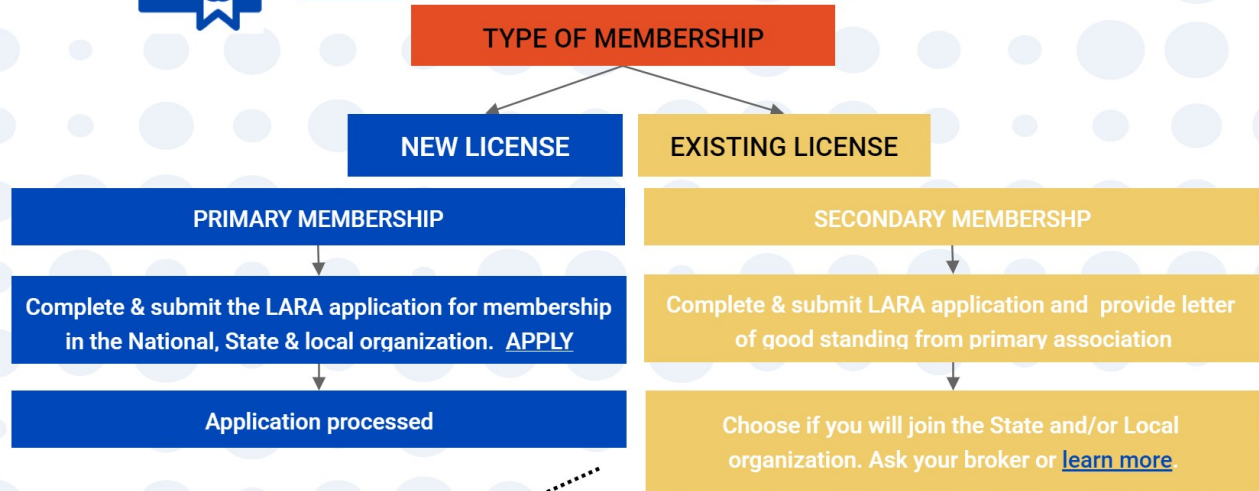 TYPE OF MEMBERSHIP
NEW LICENSE
EXISTING LICENSE
PRIMARY MEMBERSHIP
Complete & submit the LARA application for membership
in the National, State & local organization. APPLY
Application processed
SECONDARY MEMBERSHP
Complete & submit LARA application and provide letter
of good standing from primary association
Choose if you will join the State and/or Local
organization. Ask your broker or learn more.